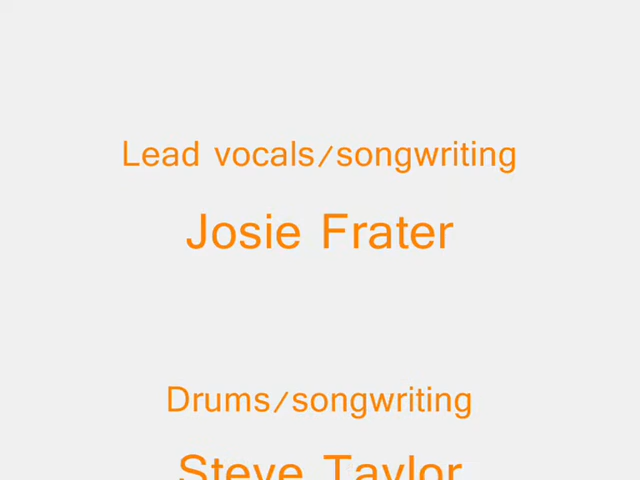 Lead vocals/songwriting
Josie Frater
Drums/songwriting
Steve Taylor